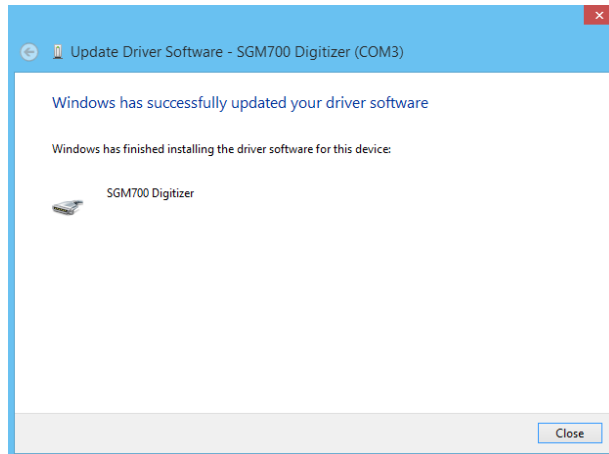 Update Driver Software - SGM700 Digitizer (COM3)
Windows has successfully updated your driver software
Windows has finished installing the driver software for this device:
SGM700 Digitizer
Close